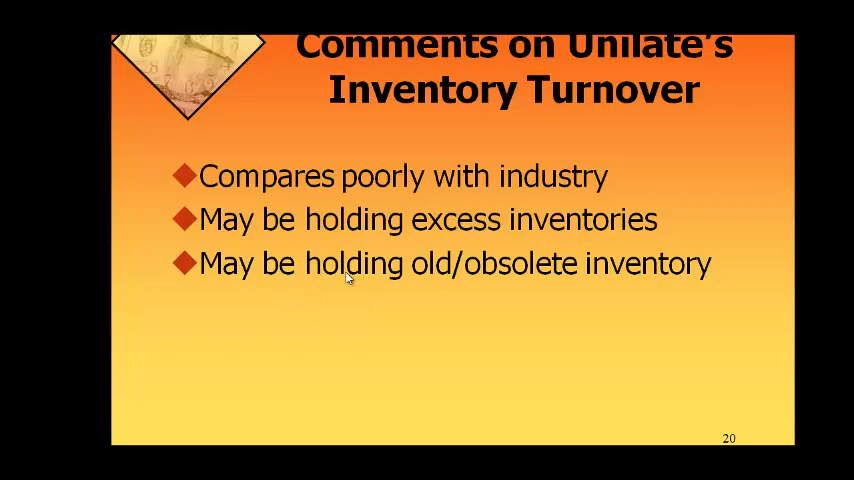 Comments on Unilate's
Inventory Turnover
Compares poorly with industry
May be holding excess inventories
May be holding old/obsolete inventory
20